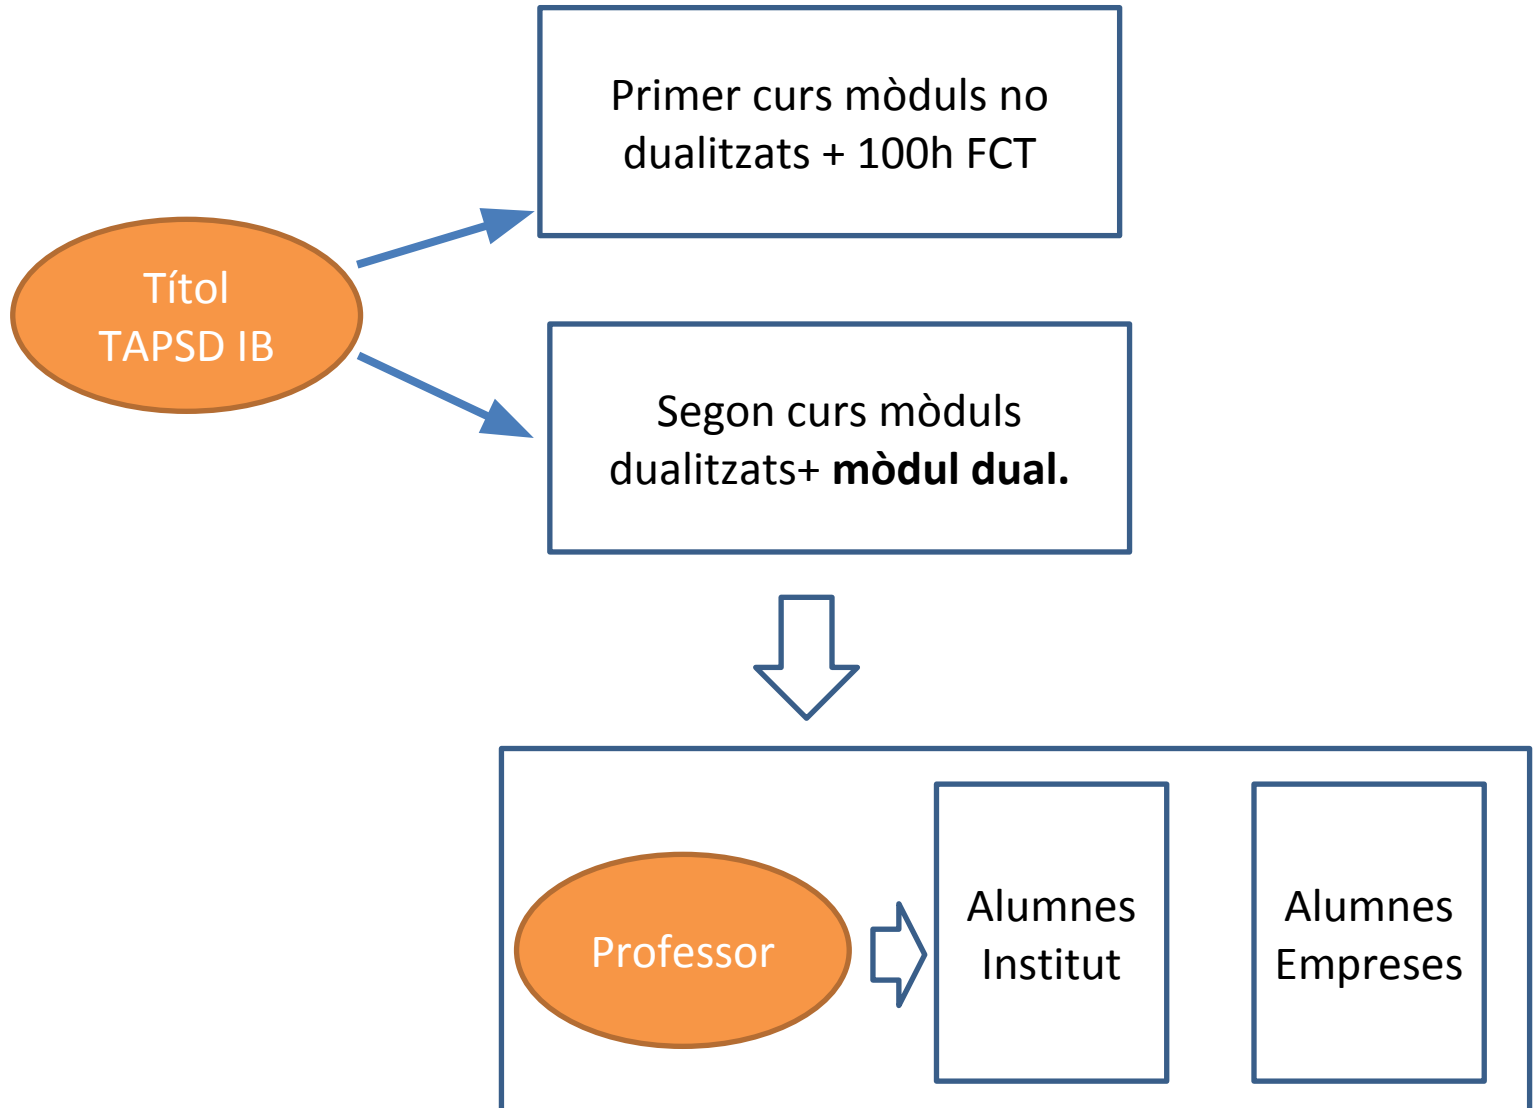 Primer curs mòduls no
dualitzats + 100h FCT
Títol
TAPSD IB
Segon curs mòduls
dualitzats+ mòdul dual.
Professor
Alumnes
Institut
Alumnes
Empreses